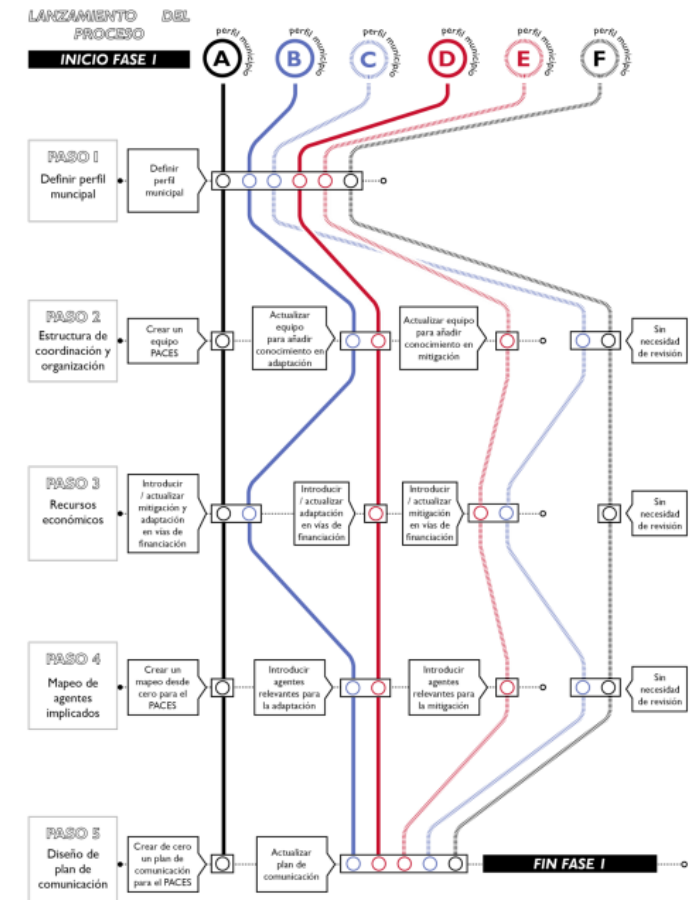 LANZAMIENTO DEL
PROCESO
INICIO FASE I
perfil municipio
A
perfil municipio
B
perfil municipio
C
perfil municipio
D
perfil municipio
E
perfil municipio
F
PASO 1
Definir perfil
muncipal
Definir
perfil
municipal
PASO 2
Estructura de
coordinación y
organización
Crear un
equipo
PACES
Actualizar
equipo
para añadir
conocimiento en
adaptación
Actualizar equipo
para añadir
conocimiento en
mitigación
Sin
necesidad
de revisión
PASO 3
Recursos
económicos
Introducir
/ actualizar
mitigación y
adaptación
en vías de
financiación
Introducir
/ actualizar
adaptación
en vías de
financiación
Introducir
/ actualizar
mitigación
en vías de
financiación
Sin
necesidad
de revisión
PASO 4
Mapeo de
agentes
implicados
Crear un
mapeo desde
cero para el
PACES
Introducir
agentes
relevantes para
la adaptación
Introducir
agentes
relevantes para
la mitigación
Sin
necesidad
de revisión
PASO 5
Diseño de
plan de
comunicación
Crear de cero
un plan de
comunicación
para el PACES
Actualizar
plan de
comunicación
FIN FASE I